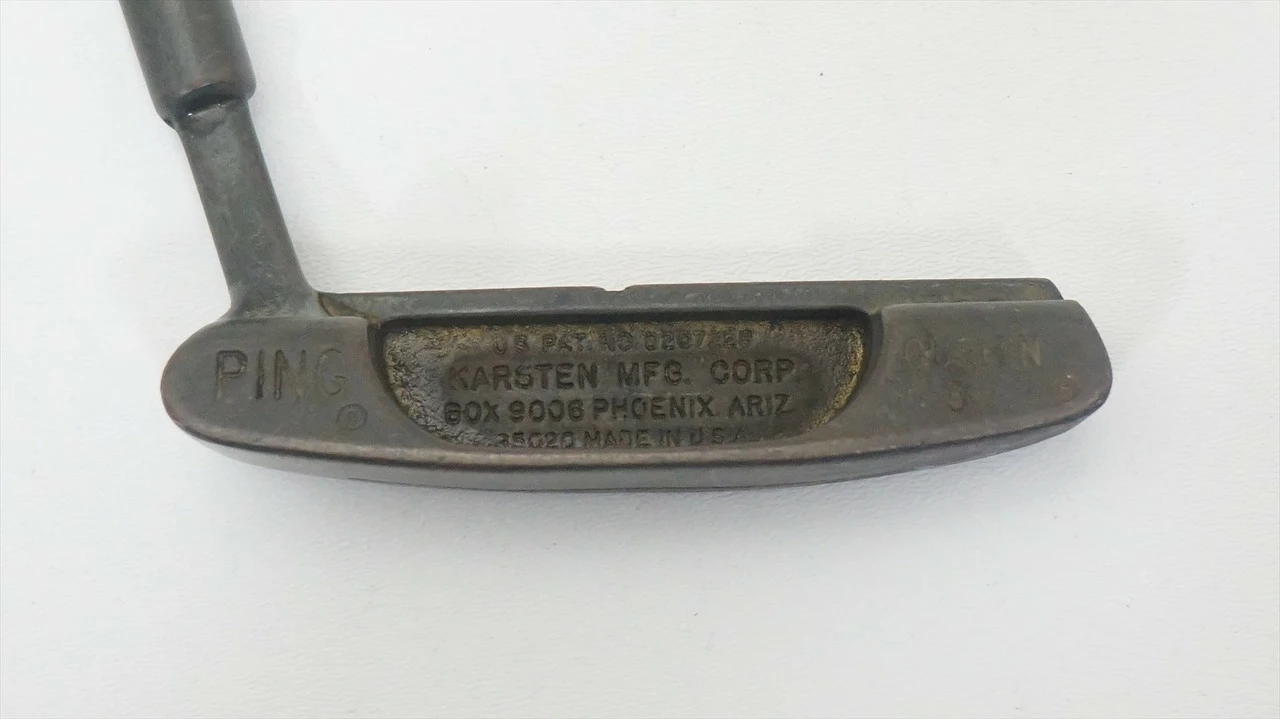 PING
®
U.S. PAT. NO.
KARSTEN MFG. CORP.
BOX 9006 PHOENIX. ARIZ.
85020 MADE IN U.S.A.